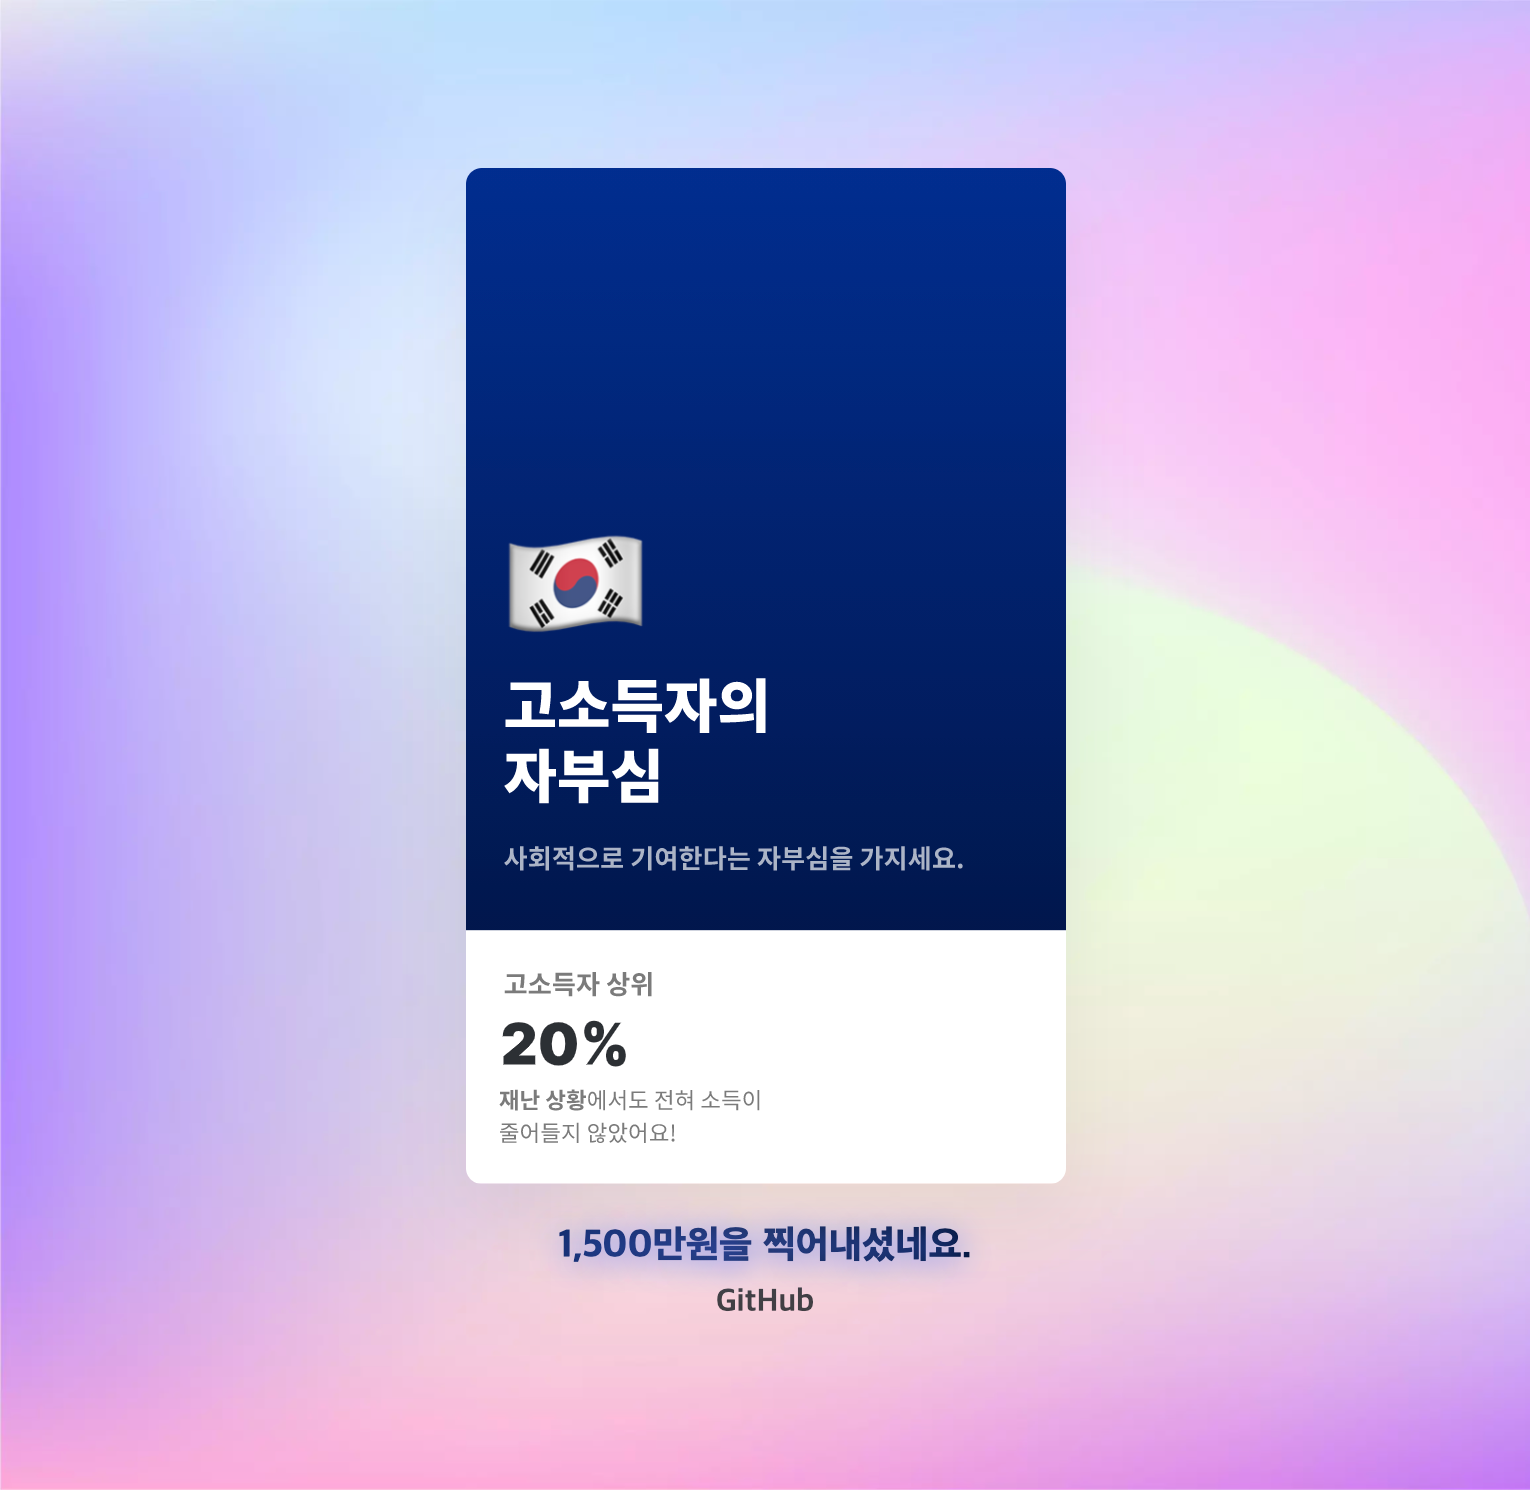 고소득자의
자부심
사회적으로 기여한다는 자부심을 가지세요.
고소득자 상위
20%
재난 상황에서도 전혀 소득이
줄어들지 않았어요!
1,500만원을 찍어내셨네요.
GitHub